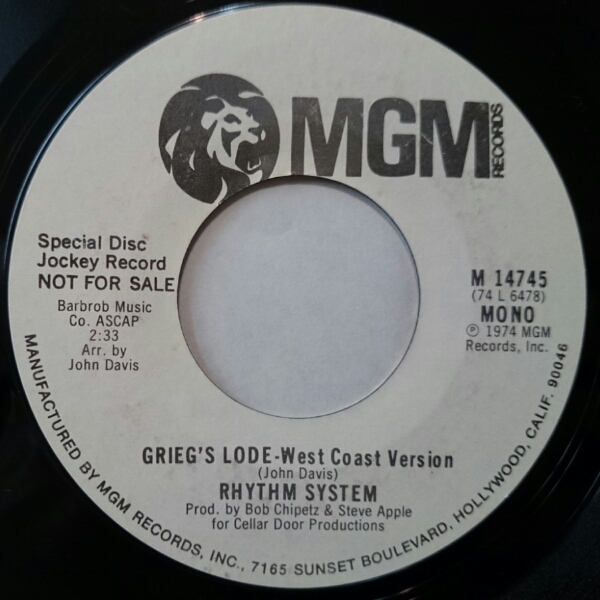 MGM
RECORDS
Special Disc
Jockey Record
NOT FOR SALE
Barbrob Music
Co. ASCAP
2:33
Arr. by
John Davis
M 14745
(74 L 6478)
MONO
℗ 1974 MGM
Records, Inc.
GRIEG'S LODE-West Coast Version
(John Davis)
RHYTHM SYSTEM
Prod. by Bob Chipetz & Steve Apple
for Cellar Door Productions
MANUFACTURED BY MGM RECORDS, INC., 7165 SUNSET BOULEVARD, HOLLYWOOD, CALIF. 90046